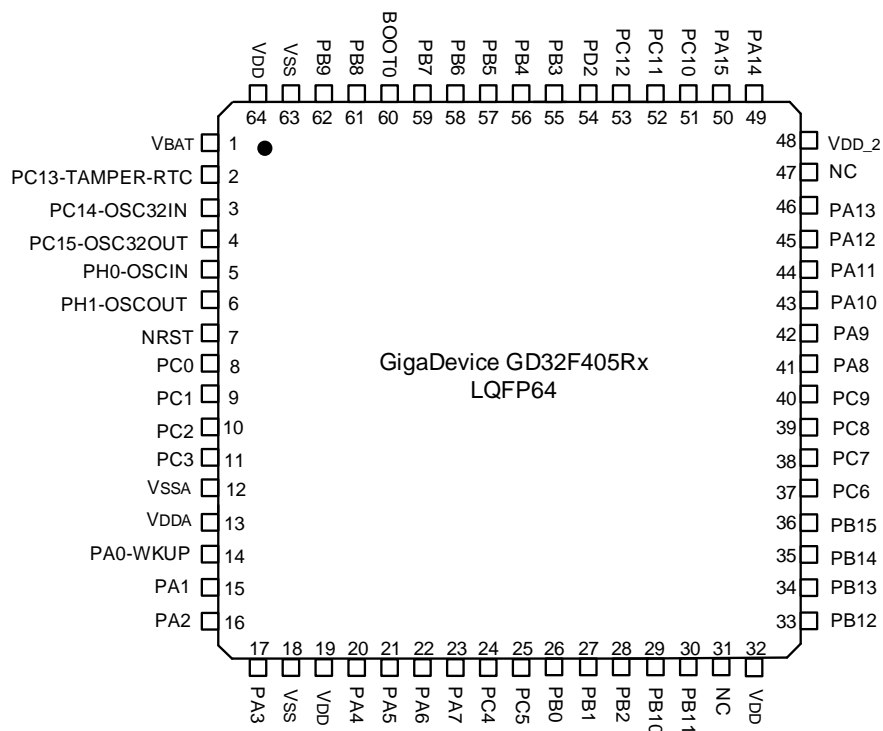 VDD
VSS
PB9
PB8
BOOT0
PB7
PB6
PB5
PB4
PB3
PD2
PC12
PC11
PC10
PA15
PA14
64 63 62 61 60 59 58 57 56 55 54 53 52 51 50 49
VBAT 1
PC13-TAMPER-RTC 2
PC14-OSC32IN 3
PC15-OSC32OUT 4
PH0-OSCIN 5
PH1-OSCOUT 6
NRST 7
PC0 8
PC1 9
PC2 10
PC3 11
VSSA 12
VDDA 13
PA0-WKUP 14
PA1 15
PA2 16
GigaDevice GD32F405Rx
LQFP64
48 VDD_2
47 NC
46 PA13
45 PA12
44 PA11
43 PA10
42 PA9
41 PA8
40 PC9
39 PC8
38 PC7
37 PC6
36 PB15
35 PB14
34 PB13
33 PB12
17 18 19 20 21 22 23 24 25 26 27 28 29 30 31 32
PA3
VSS
VDD
PA4
PA5
PA6
PA7
PC4
PC5
PB0
PB1
PB2
PB10
PB11
NC
VDD